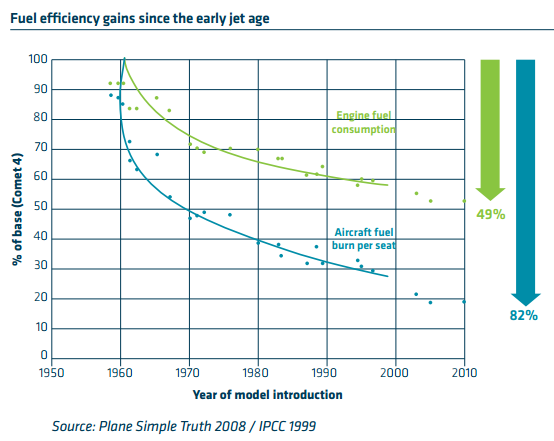 Fuel efficiency gains since the early jet age
% of base (Comet 4)
100
90
80
70
60
50
40
30
20
10
0
Engine fuel
consumption
Aircraft fuel
burn per seat
49%
82%
1950 1960 1970 1980 1990 2000 2010
Year of model introduction
Source: Plane Simple Truth 2008 / IPCC 1999